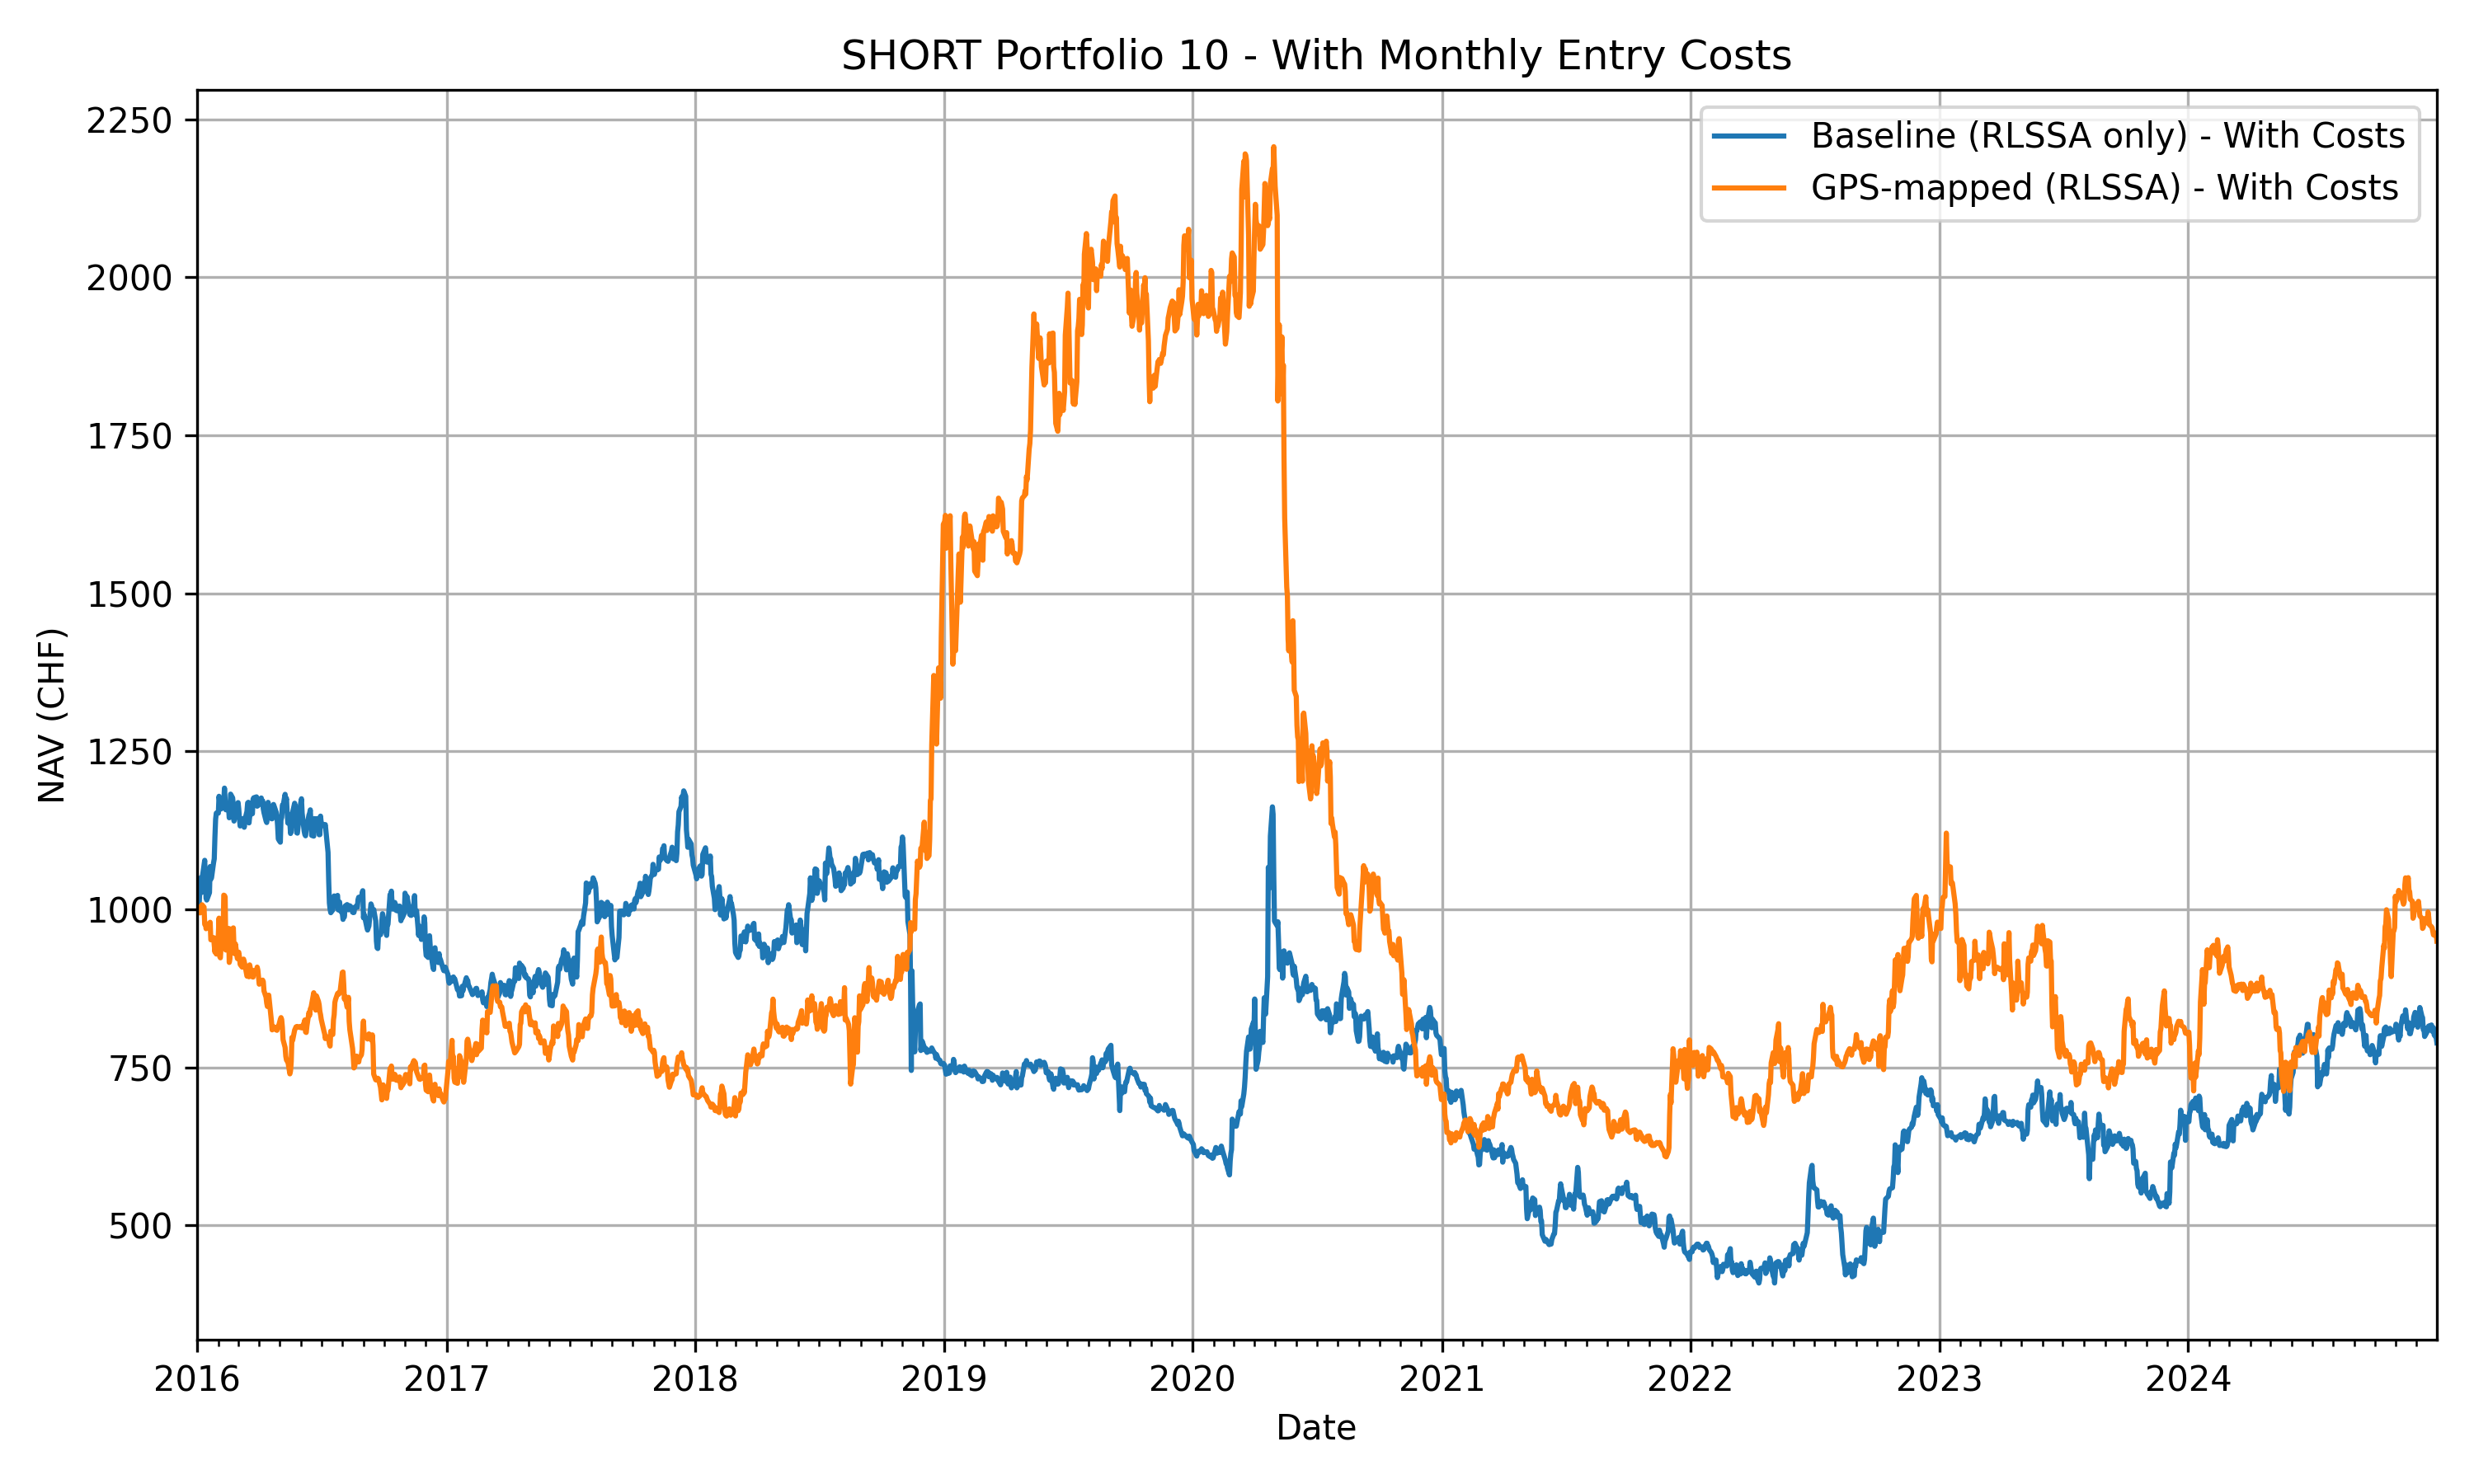 SHORT Portfolio 10 - With Monthly Entry Costs
Baseline (RLSSA only) - With Costs
GPS-mapped (RLSSA) - With Costs
NAV (CHF)
2250
2000
1750
1500
1250
1000
750
500
2016 2017 2018 2019 2020 2021 2022 2023 2024
Date